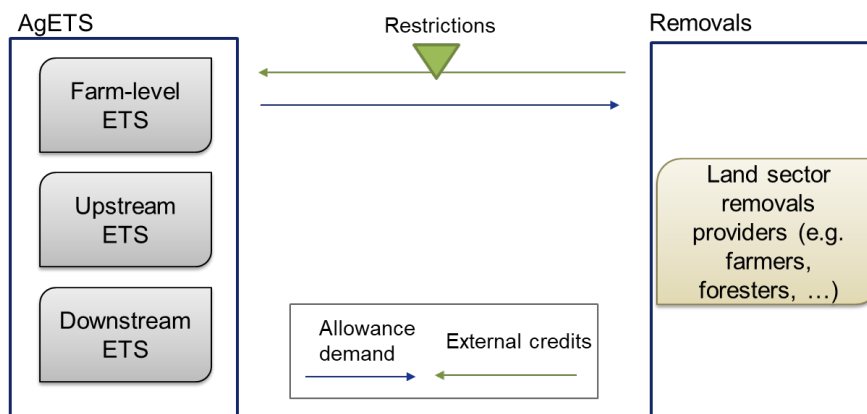 AgETS
Restrictions
Removals
Farm-level
ETS
Upstream
ETS
Downstream
ETS
Land sector
removals
providers (e.g.
farmers,
foresters, …)
Allowance
demand
External credits